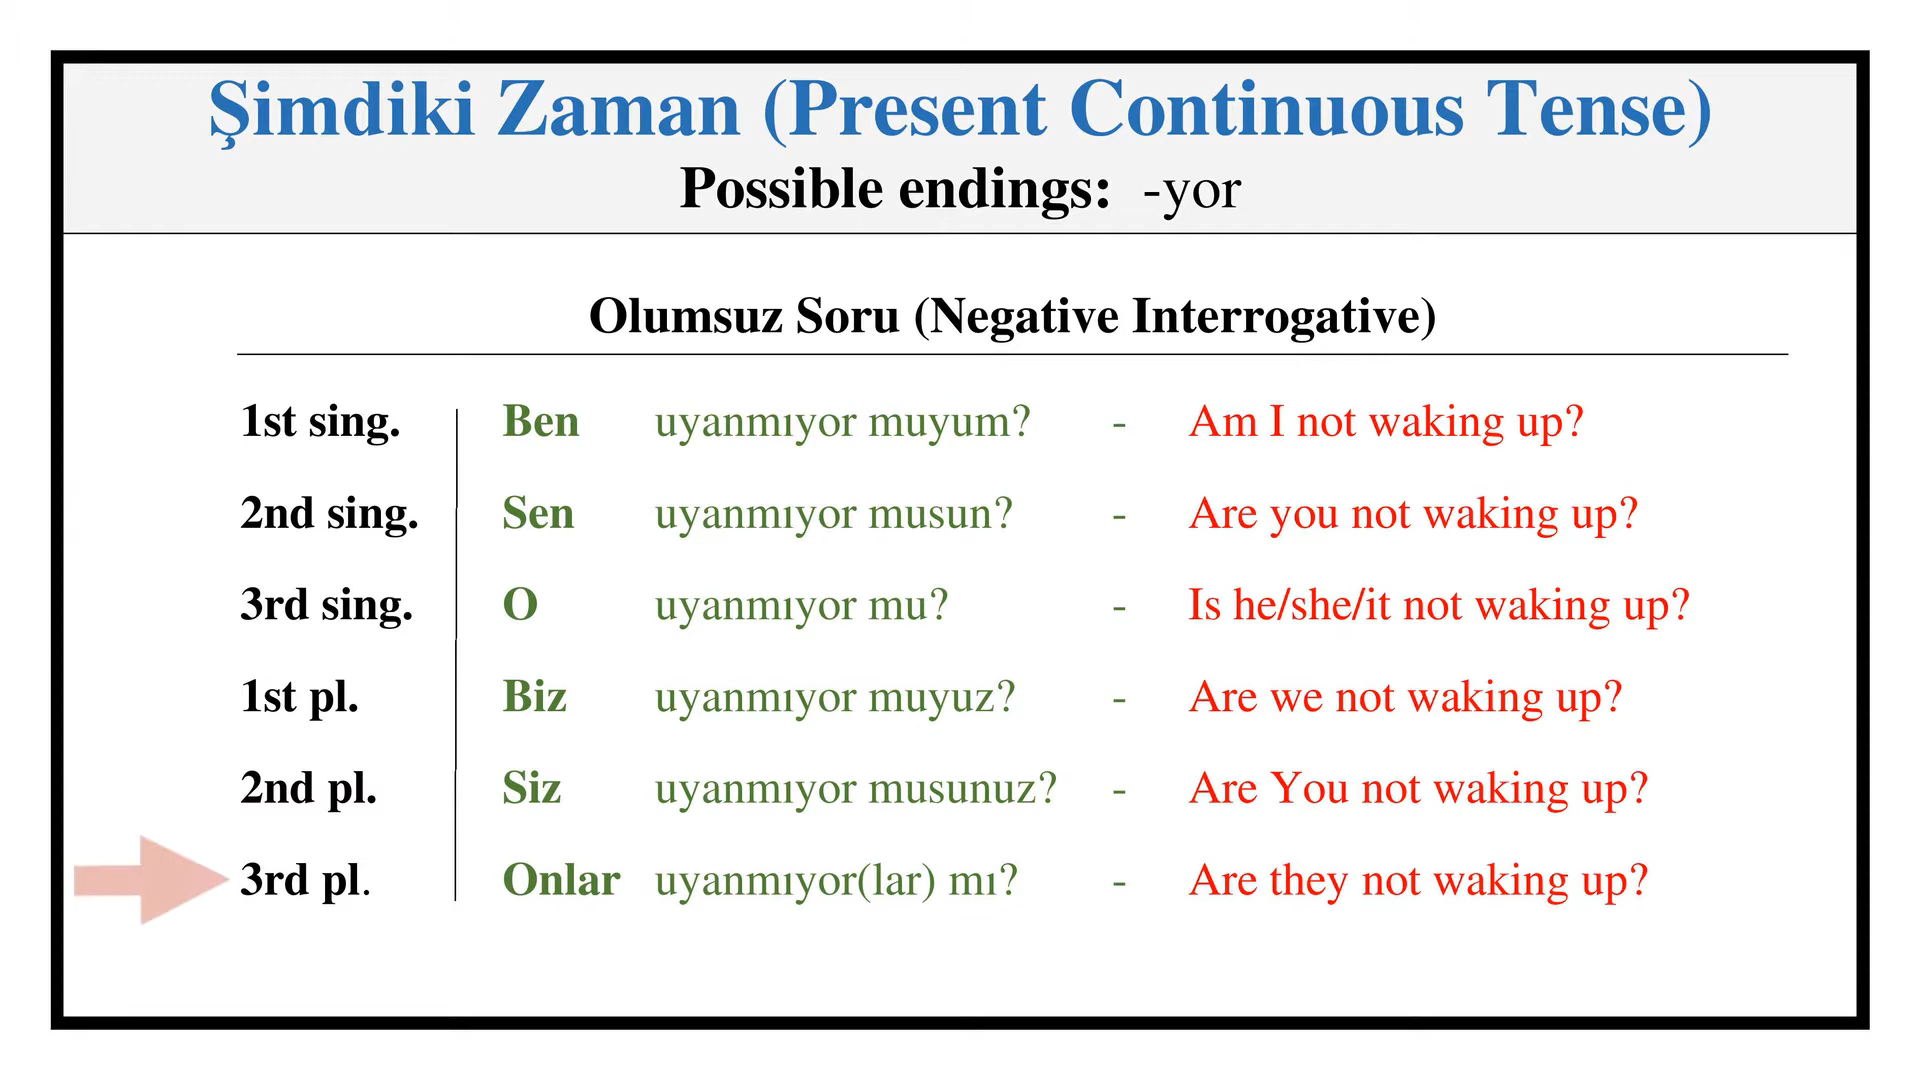 Şimdiki Zaman (Present Continuous Tense)
Possible endings: -yor
Olumsuz Soru (Negative Interrogative)
1st sing. Ben uyanmıyor muyum? - Am I not waking up?
2nd sing. Sen uyanmıyor musun? - Are you not waking up?
3rd sing. O uyanmıyor mu? - Is he/she/it not waking up?
1st pl. Biz uyanmıyor muyuz? - Are we not waking up?
2nd pl. Siz uyanmıyor musunuz? - Are You not waking up?
3rd pl. Onlar uyanmıyor(lar) mı? - Are they not waking up?